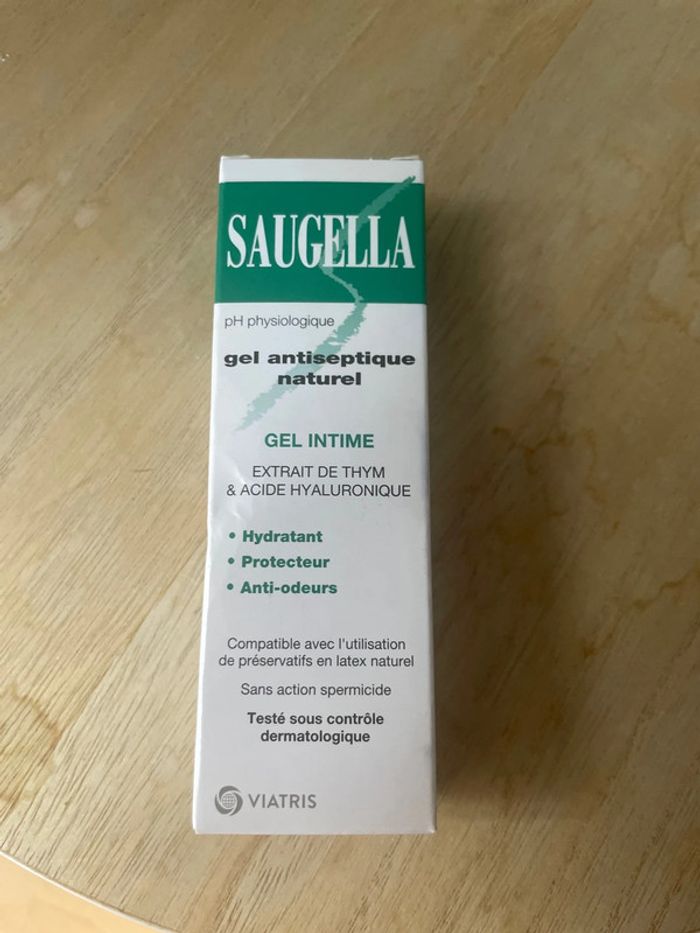 SAUGELLA
pH physiologique
gel antiseptique
naturel
GEL INTIME
EXTRAIT DE THYM
& ACIDE HYALURONIQUE
• Hydratant
• Protecteur
• Anti-odeurs
Compatible avec l'utilisation
de préservatifs en latex naturel
Sans action spermicide
Testé sous contrôle
dermatologique
VIATRIS